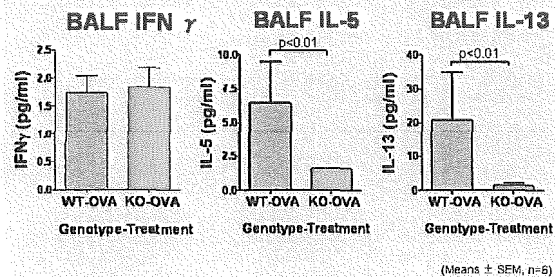 BALF IFN γ
IFNγ (pg/ml)
2.5
2.0
1.5
1.0
0.5
0.0
WT-OVA KO-OVA
Genotype-Treatment
BALF IL-5
p<0.01
IL-5 (pg/ml)
10.0
7.5
5.0
2.5
0.0
WT-OVA KO-OVA
Genotype-Treatment
BALF IL-13
p<0.01
IL-13 (pg/ml)
40
30
20
10
0
WT-OVA KO-OVA
Genotype-Treatment
(Means ± SEM, n=6)